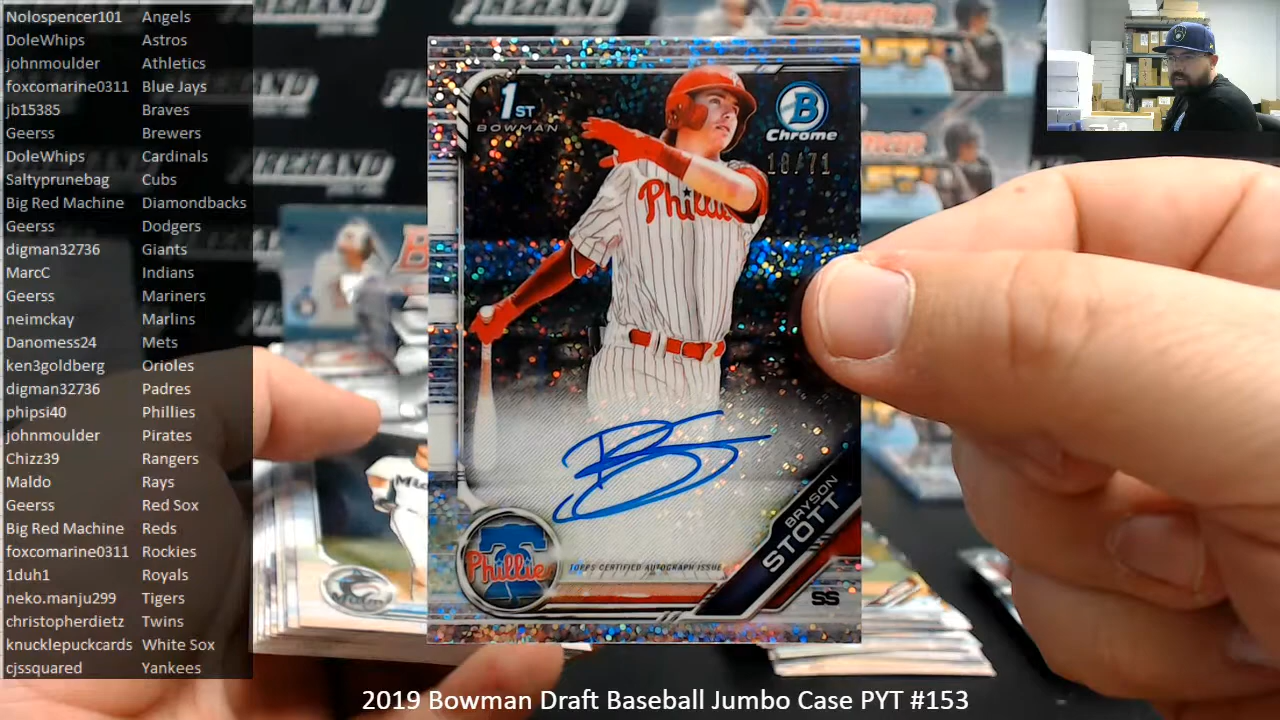 Nolospencer101 Angels
DoleWhips Astros
johnmoulder Athletics
foxcomarine0311 Blue Jays
jb15385 Braves
Geerss Brewers
DoleWhips Cardinals
Saltyprunebag Cubs
Big Red Machine Diamondbacks
Geerss Dodgers
digman32736 Giants
MarcC Indians
Geerss Mariners
neimckay Marlins
Danomess24 Mets
ken3goldberg Orioles
digman32736 Padres
phipsi40 Phillies
johnmoulder Pirates
Chizz39 Rangers
Maldo Rays
Geerss Red Sox
Big Red Machine Reds
foxcomarine0311 Rockies
1duh1 Royals
neko.manju299 Tigers
christopherdietz Twins
knucklepuckcards White Sox
cjssquared Yankees
1ST
BOWMAN
B
Chrome
18/71
Phillies
BRYSON
STOTT
SS
Phillies
TOPPS CERTIFIED AUTOGRAPH ISSUE
Bowman
2019 Bowman Draft Baseball Jumbo Case PYT #153